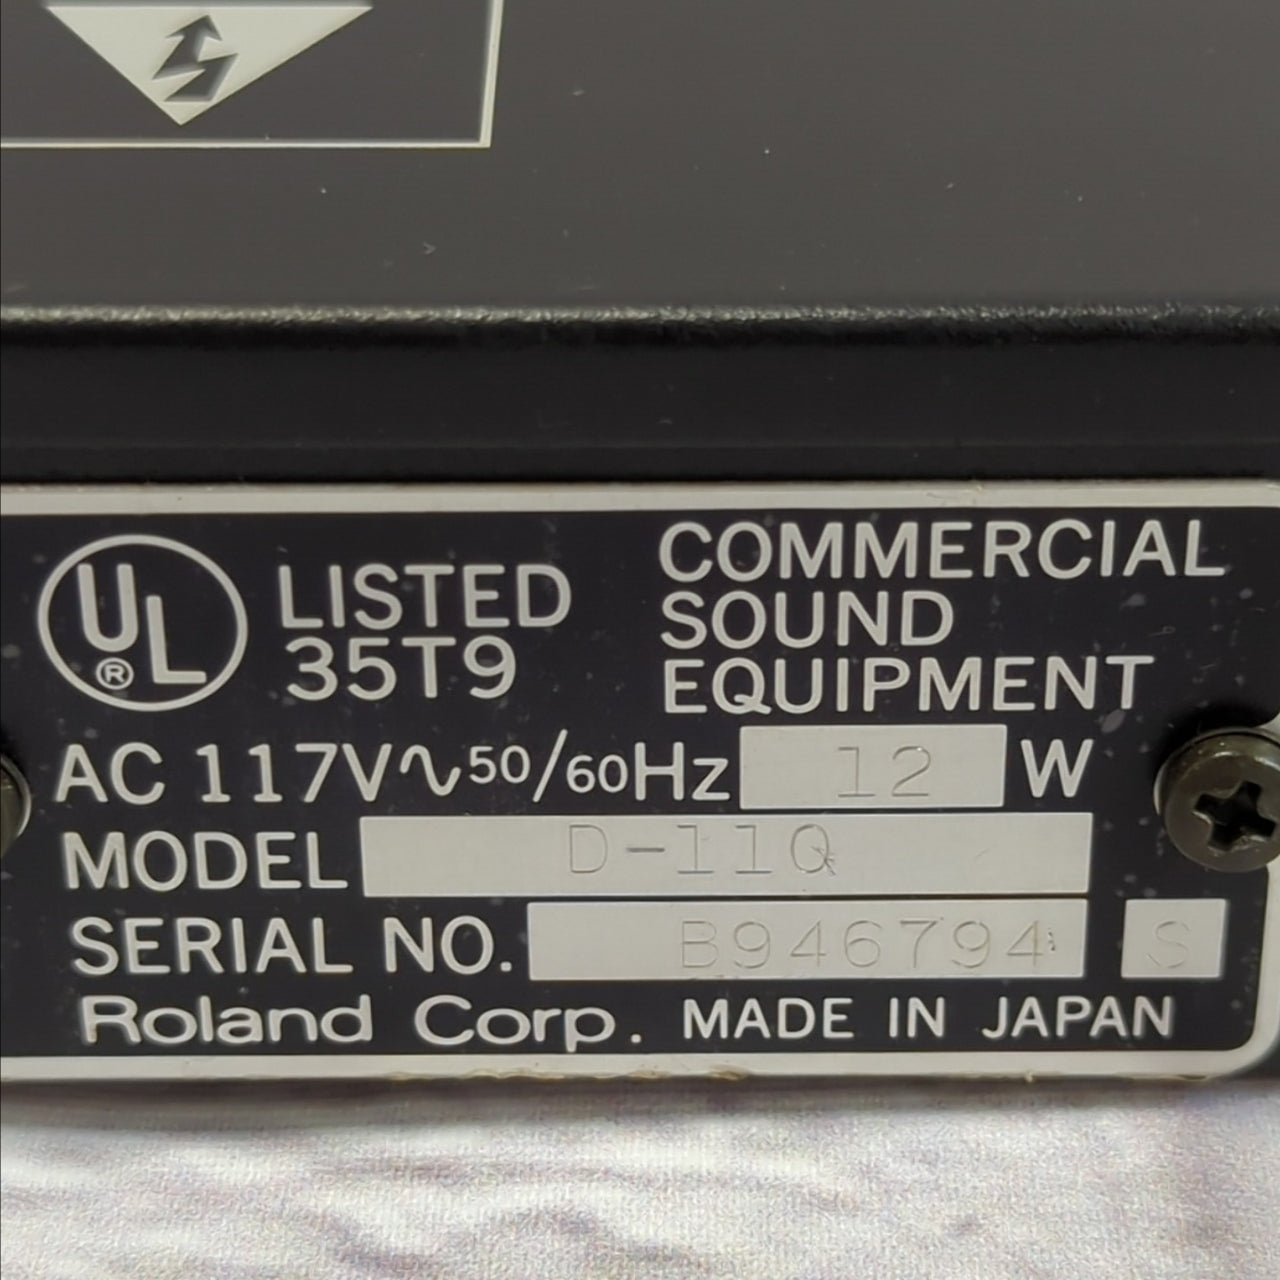 UL® LISTED 35T9
COMMERCIAL
SOUND
EQUIPMENT
AC 117V∿50/60Hz 12 W
MODEL D-110
SERIAL NO. B946794 S
Roland Corp. MADE IN JAPAN